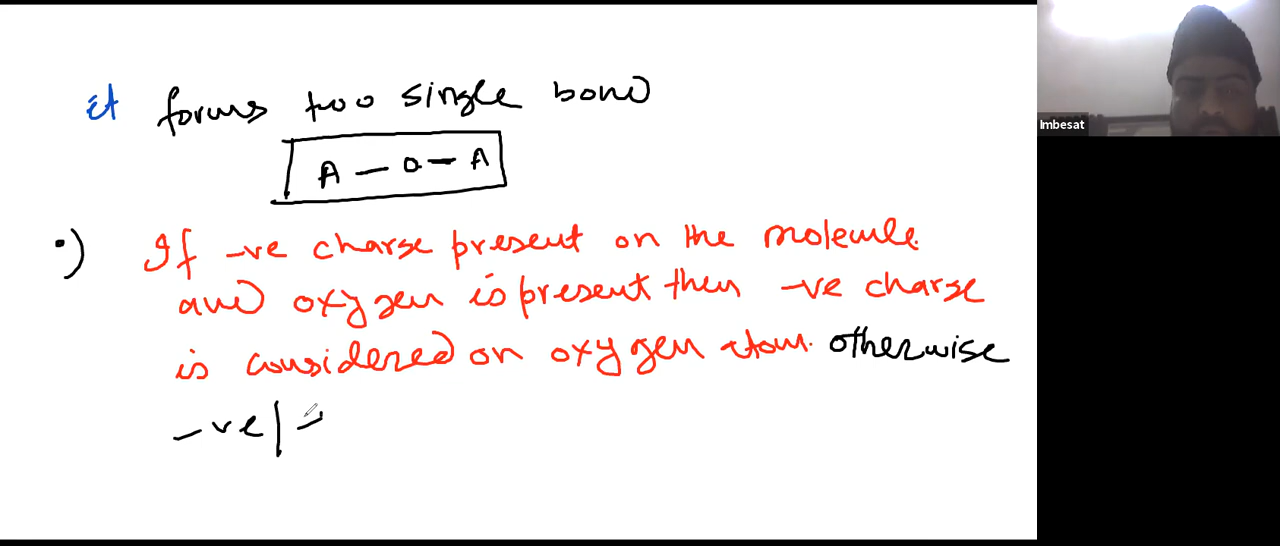 It forms two single bond
A - O - A
Imbesat
•) If -ve charge present on the molecule
and oxygen is present then -ve charge
is considered on oxygen atom. otherwise
-ve|